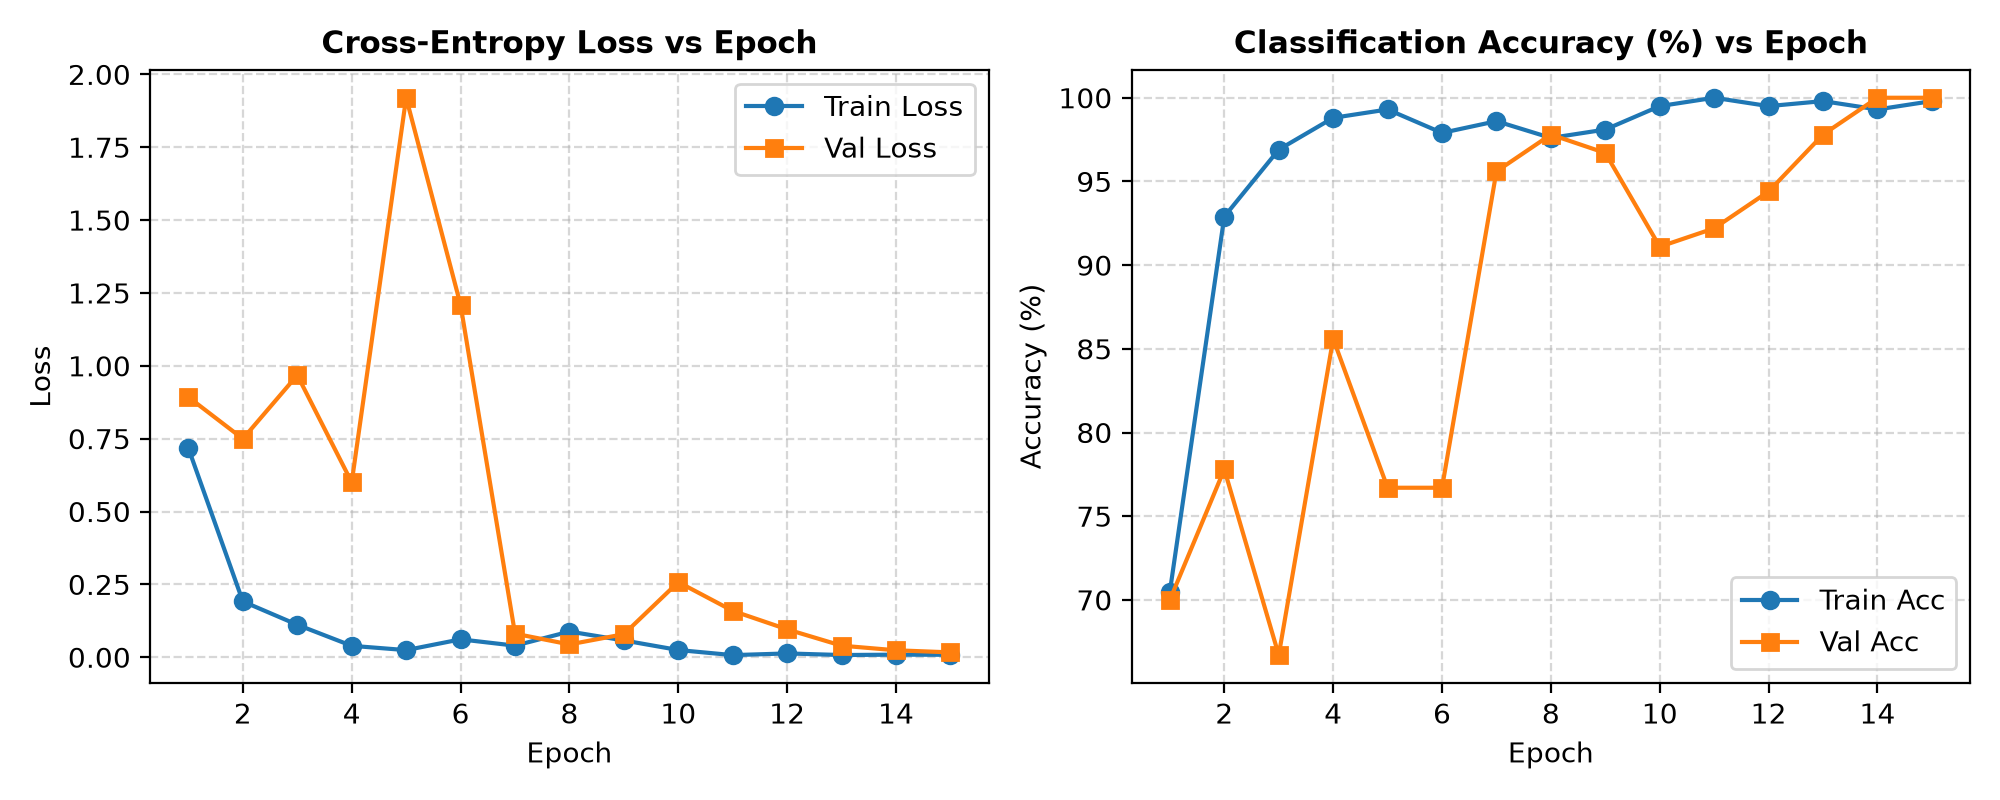 Cross-Entropy Loss vs Epoch
2.00
1.75
1.50
1.25
1.00
0.75
0.50
0.25
0.00
Loss
Train Loss
Val Loss
2 4 6 8 10 12 14
Epoch
Classification Accuracy (%) vs Epoch
100
95
90
85
80
75
70
Accuracy (%)
Train Acc
Val Acc
2 4 6 8 10 12 14
Epoch